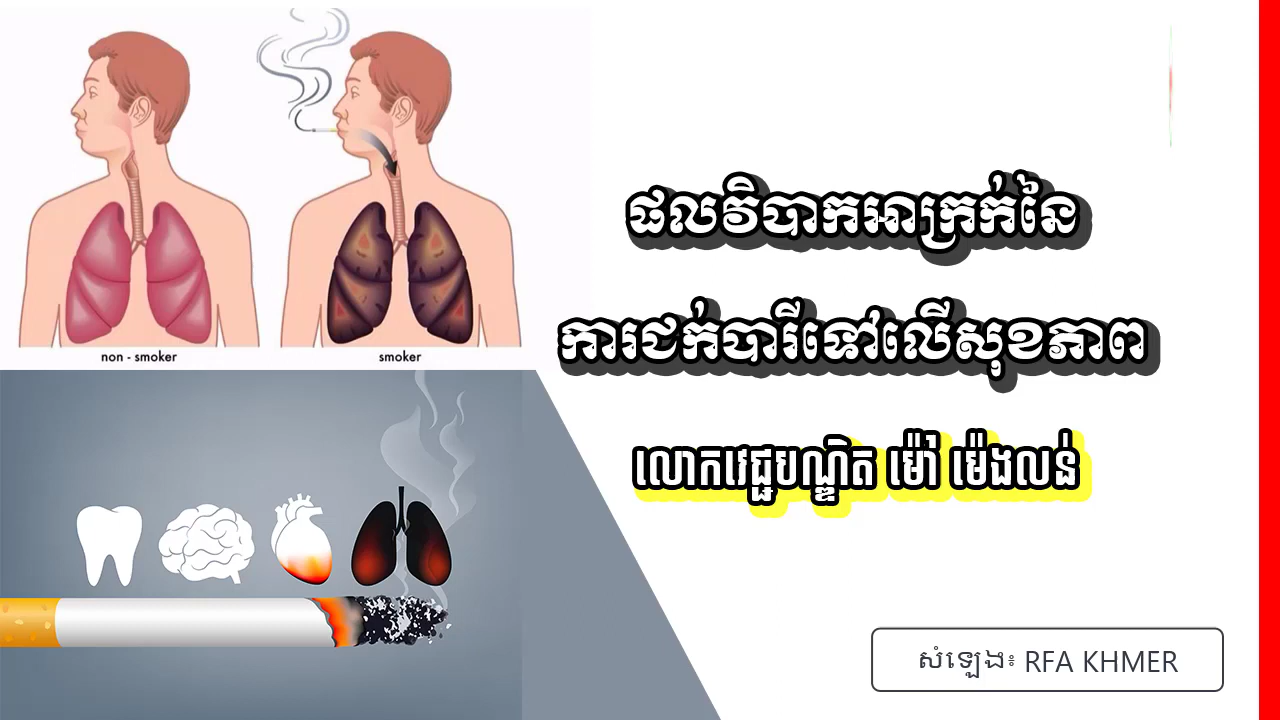 non - smoker
smoker
ផលវិបាកអាក្រក់នៃ
ការជក់បារីទៅលើសុខភាព
លោកវេជ្ជបណ្ឌិត ម៉ៅ ម៉េងលន់
សំឡេង៖ RFA KHMER